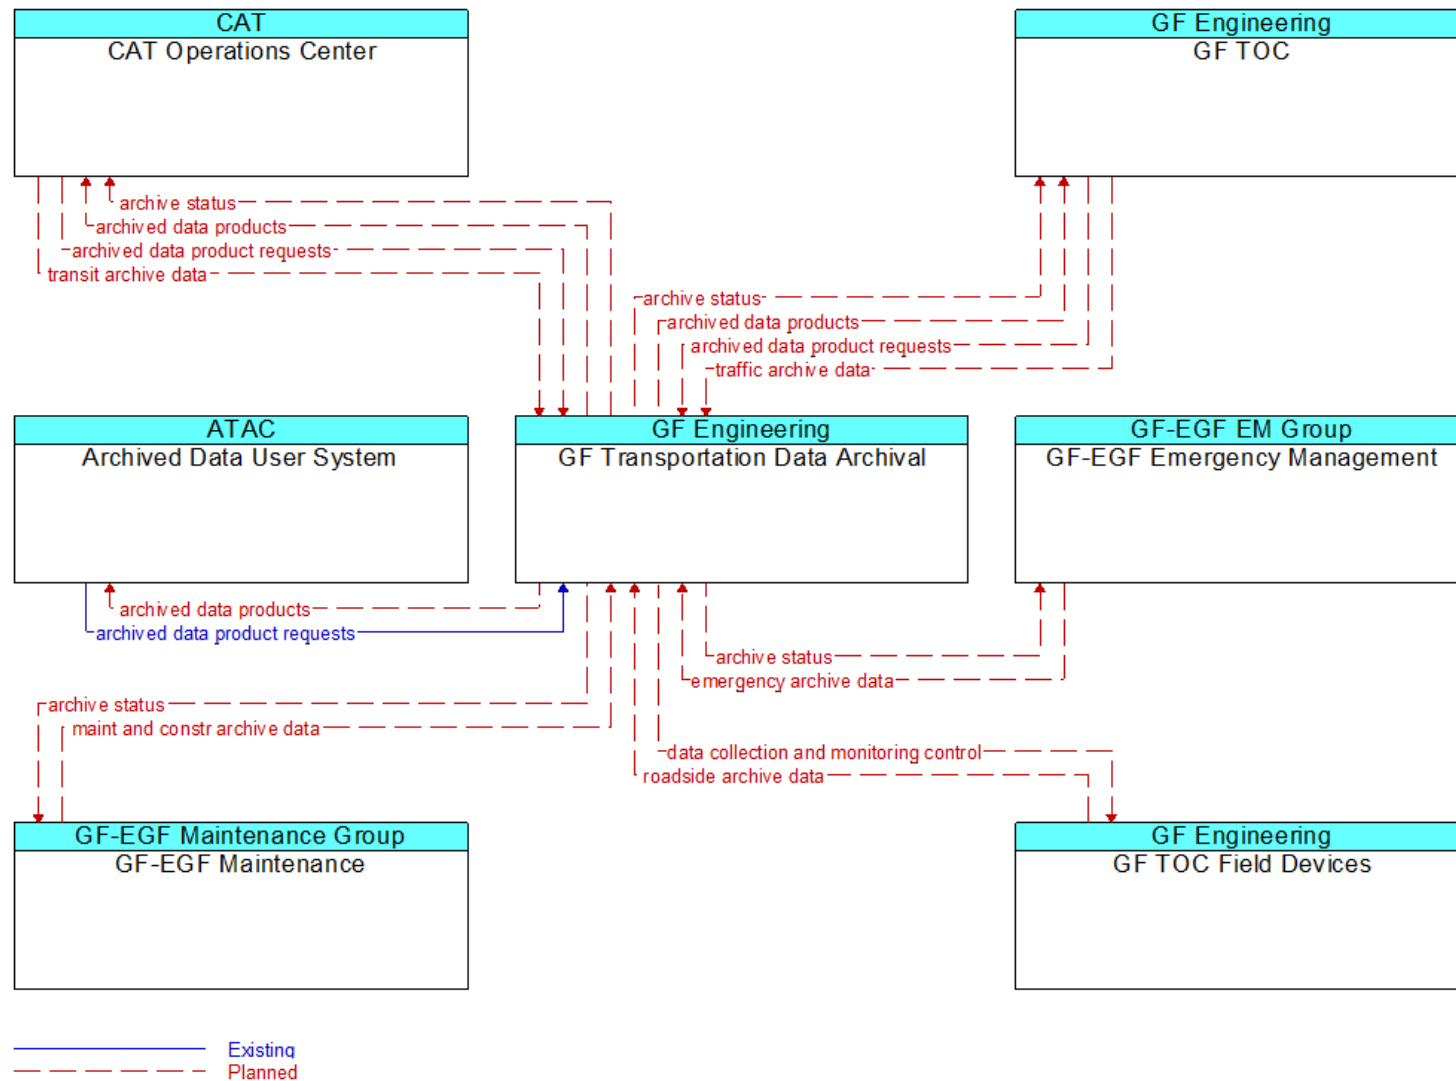 CAT
CAT Operations Center
GF Engineering
GF TOC
archive status
archived data products
archived data product requests
transit archive data
archive status
archived data products
archived data product requests
traffic archive data
ATAC
Archived Data User System
GF Engineering
GF Transportation Data Archival
GF-EGF EM Group
GF-EGF Emergency Management
archived data products
archived data product requests
archive status
emergency archive data
archive status
maint and constr archive data
data collection and monitoring control
roadside archive data
GF-EGF Maintenance Group
GF-EGF Maintenance
GF Engineering
GF TOC Field Devices
Existing
Planned